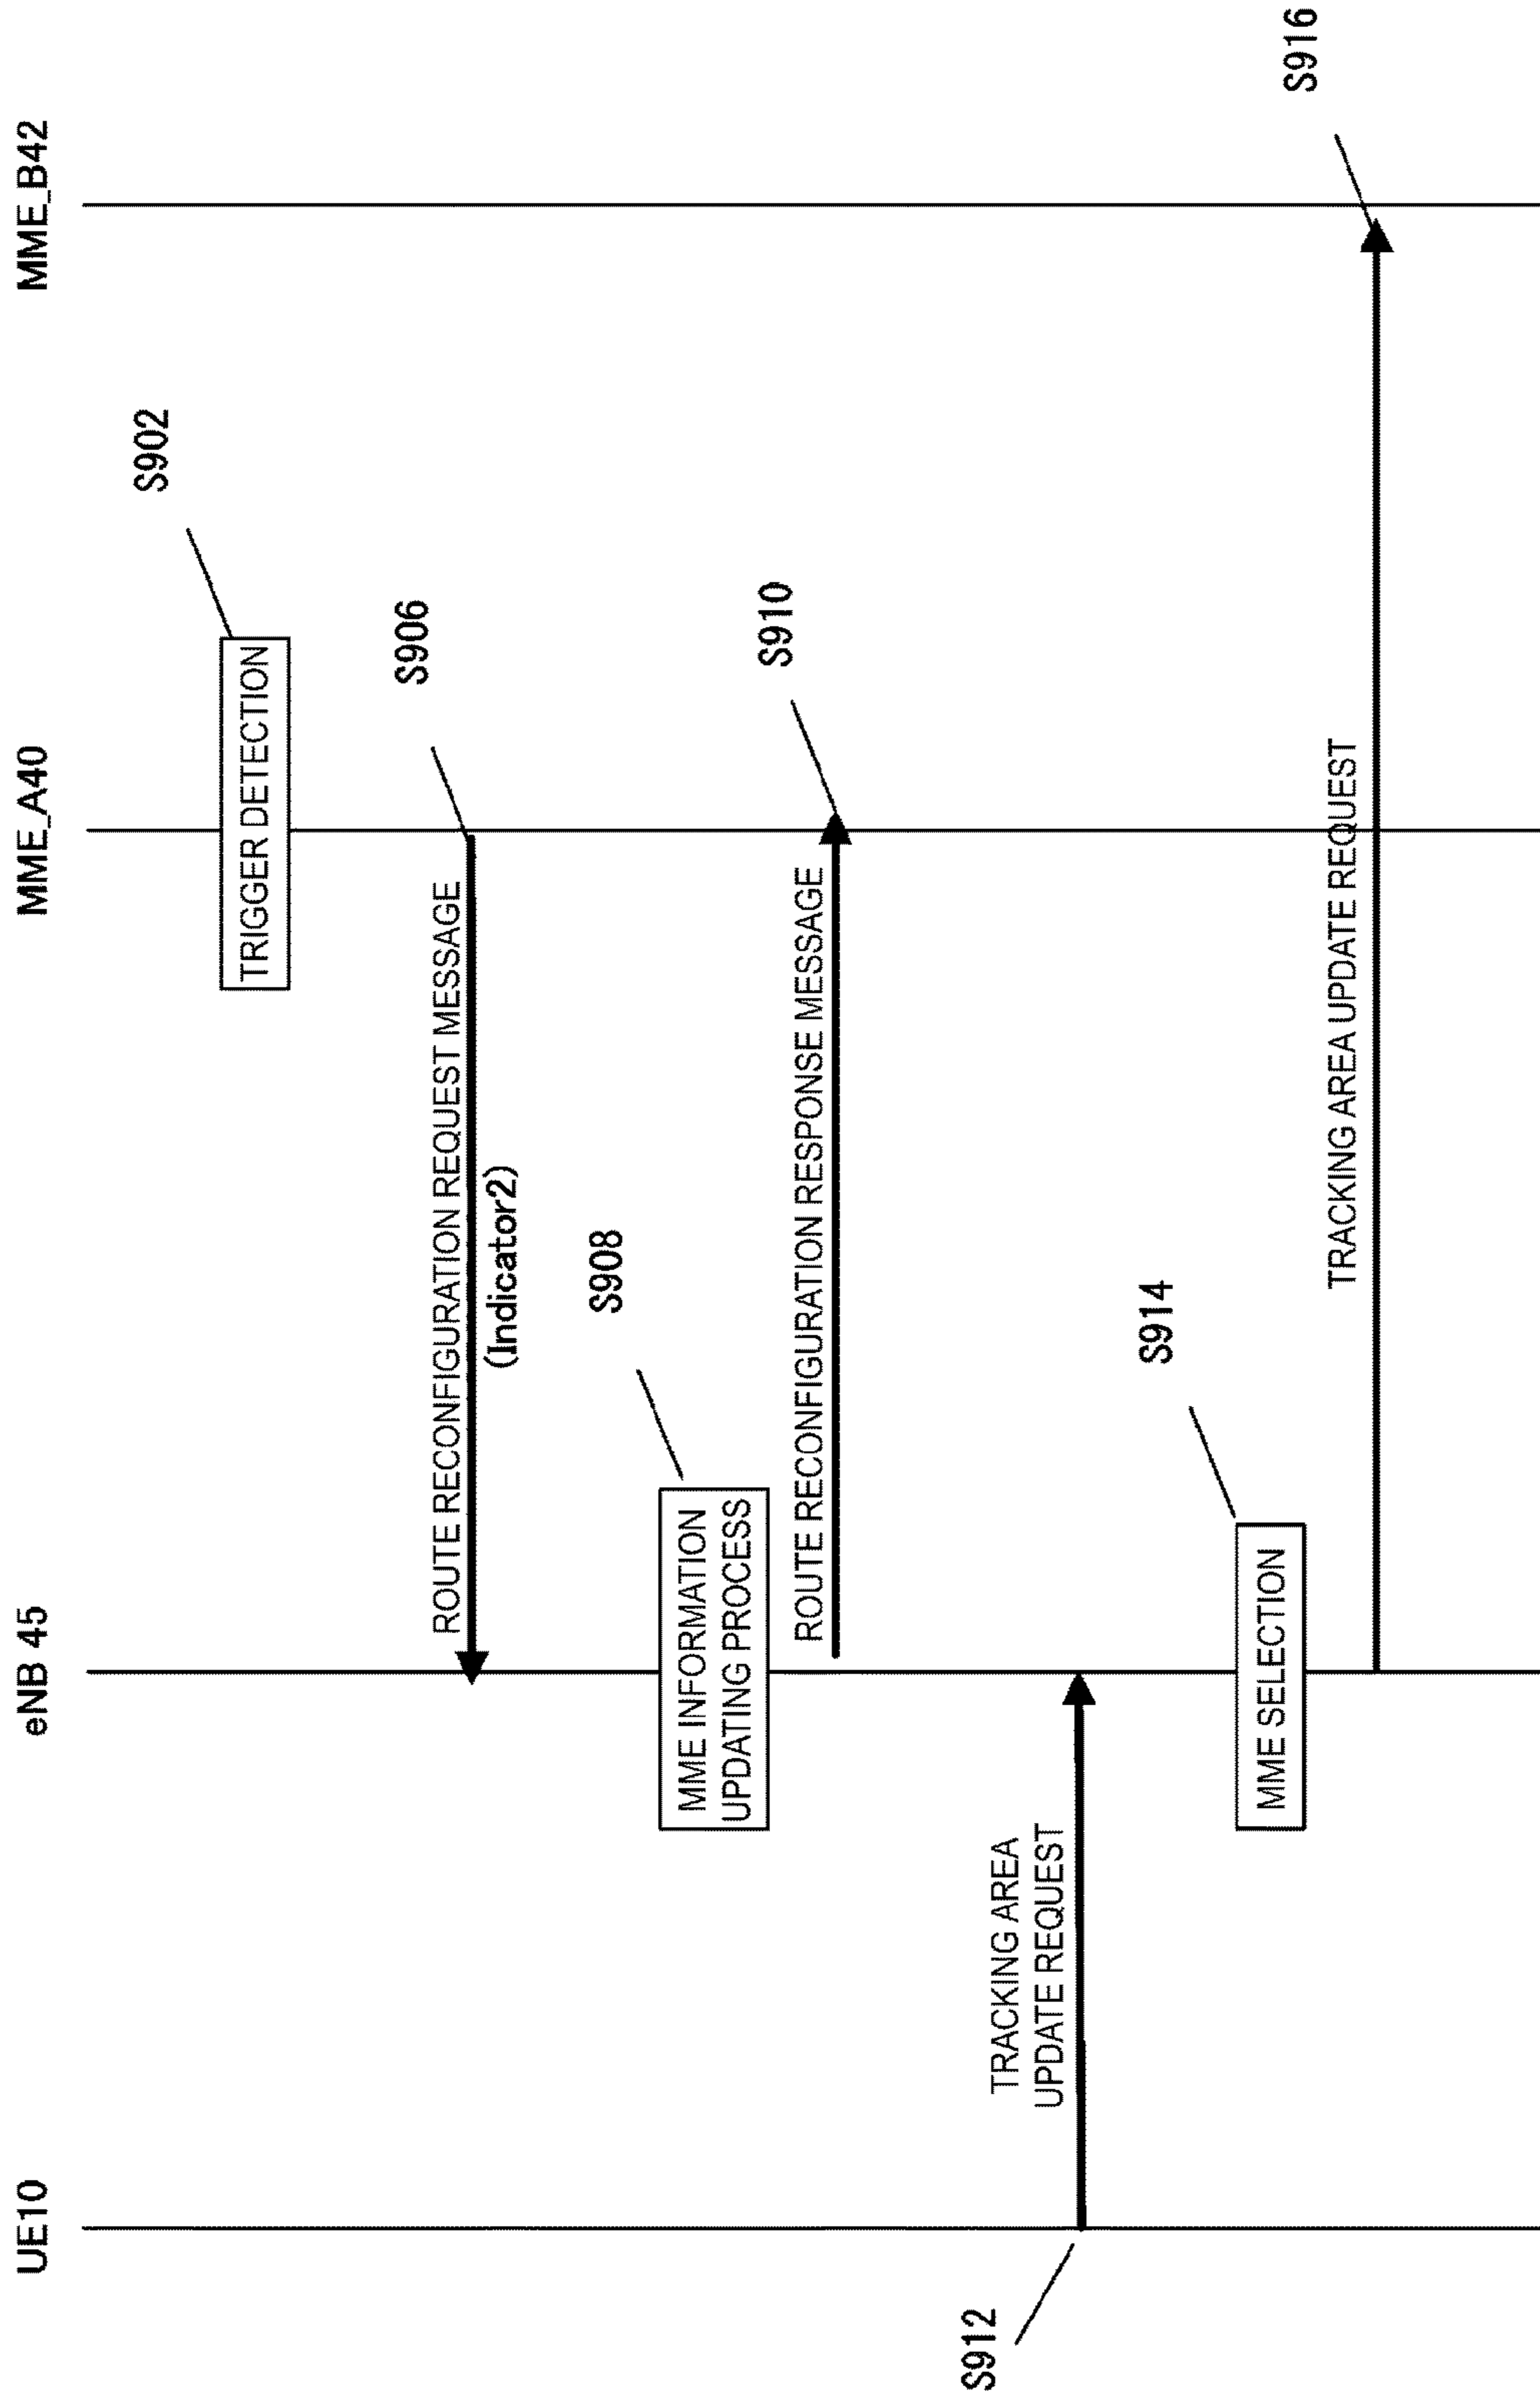 UE10
eNB 45
MME_A40
MME_B42
TRIGGER DETECTION
S902
ROUTE RECONFIGURATION REQUEST MESSAGE
(Indicator2)
S906
MME INFORMATION
UPDATING PROCESS
S908
ROUTE RECONFIGURATION RESPONSE MESSAGE
S910
TRACKING AREA
UPDATE REQUEST
S912
MME SELECTION
S914
TRACKING AREA UPDATE REQUEST
S916